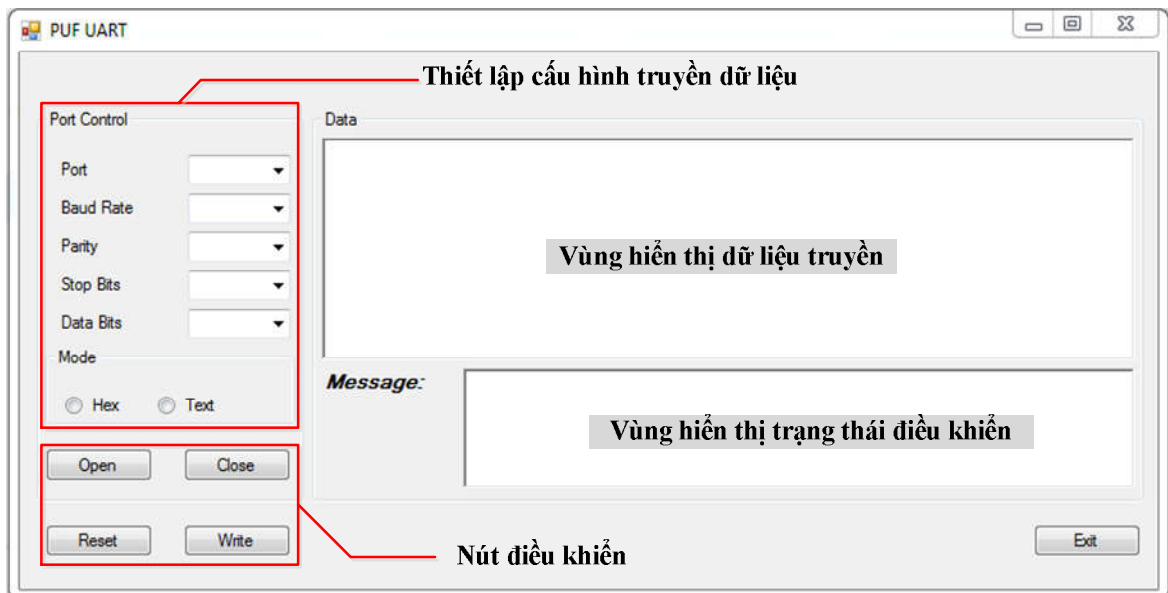 PUF UART
Thiết lập cấu hình truyền dữ liệu
Port Control
Data
Port
Baud Rate
Parity
Vùng hiển thị dữ liệu truyền
Stop Bits
Data Bits
Mode
Message:
Hex Text
Vùng hiển thị trạng thái điều khiển
Open Close
Reset Write
Exit
Nút điều khiển